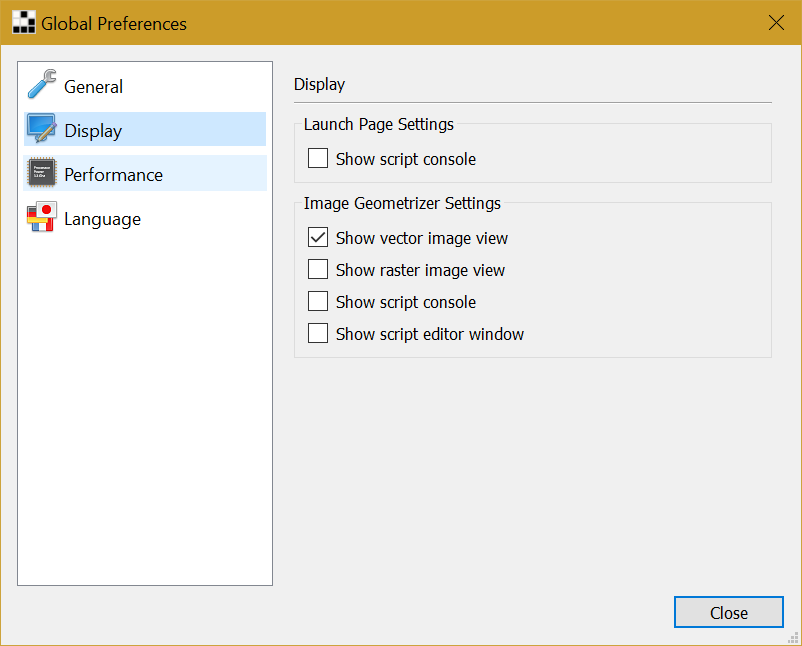 Global Preferences
General
Display
Performance
Language
Display
Launch Page Settings
Show script console
Image Geometrizer Settings
Show vector image view
Show raster image view
Show script console
Show script editor window
Close